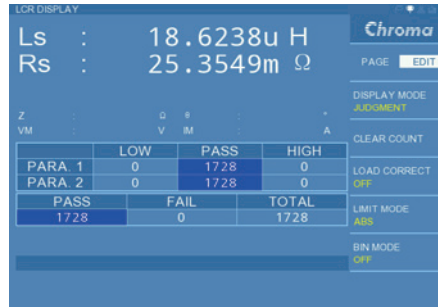 LCR DISPLAY
Ls : 18.6238u H
Rs : 25.3549m Ω
Z : Ω θ : °
VM : V IM : A
LOW PASS HIGH
PARA. 1 0 1728 0
PARA. 2 0 1728 0
PASS FAIL TOTAL
1728 0 1728
Chroma
PAGE EDIT
DISPLAY MODE
JUDGMENT
CLEAR COUNT
LOAD CORRECT
OFF
LIMIT MODE
ABS
BIN MODE
OFF